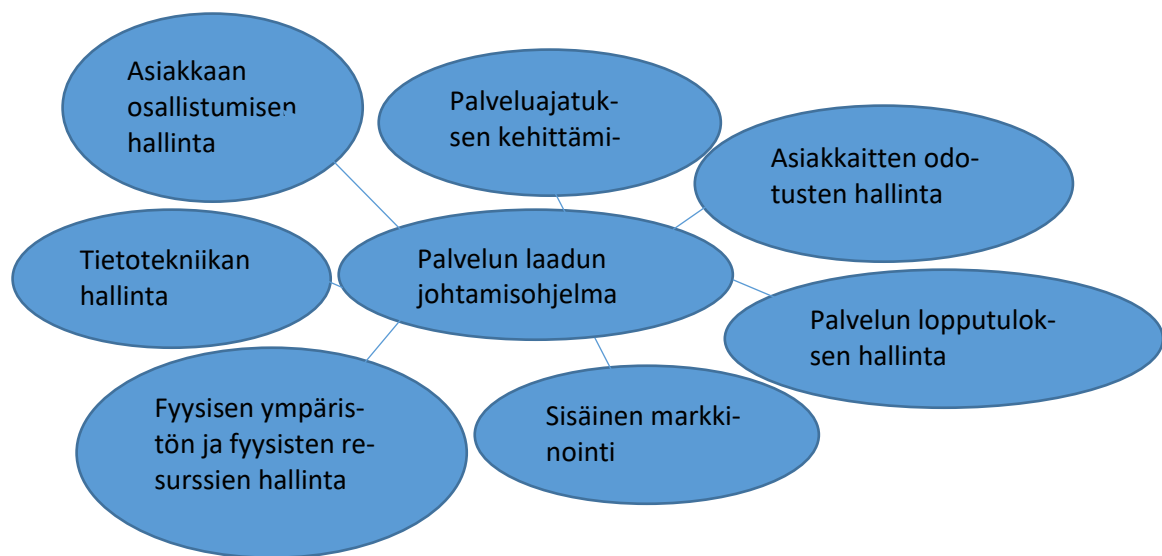 Asiakkaan
osallistumisen
hallinta
Palveluajatuk-
sen kehittämi-
Asiakkaitten odo-
tusten hallinta
Tietotekniikan
hallinta
Palvelun laadun
johtamisohjelma
Palvelun lopputulok-
sen hallinta
Fyysisen ympäris-
tön ja fyysisten re-
surssien hallinta
Sisäinen markki-
nointi